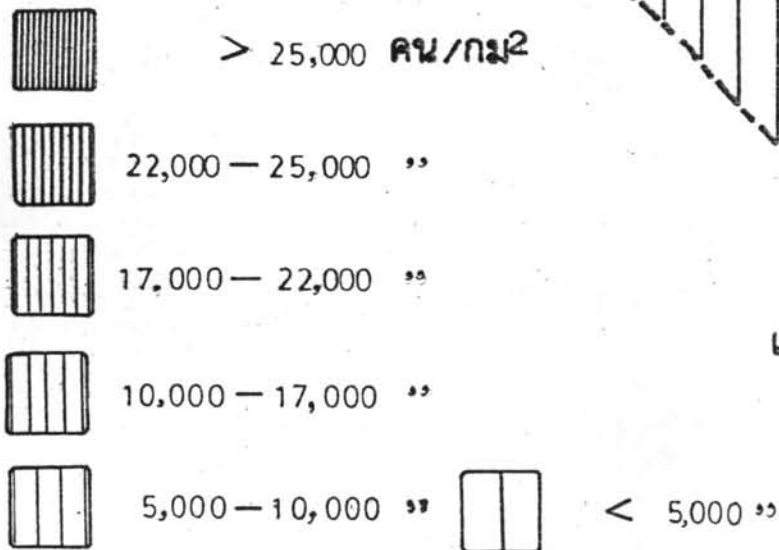 > 25,000 คน/กม²
22,000 — 25,000 ”
17,000 — 22,000 ”
10,000 — 17,000 ”
5,000 — 10,000 ” < 5,000 ”